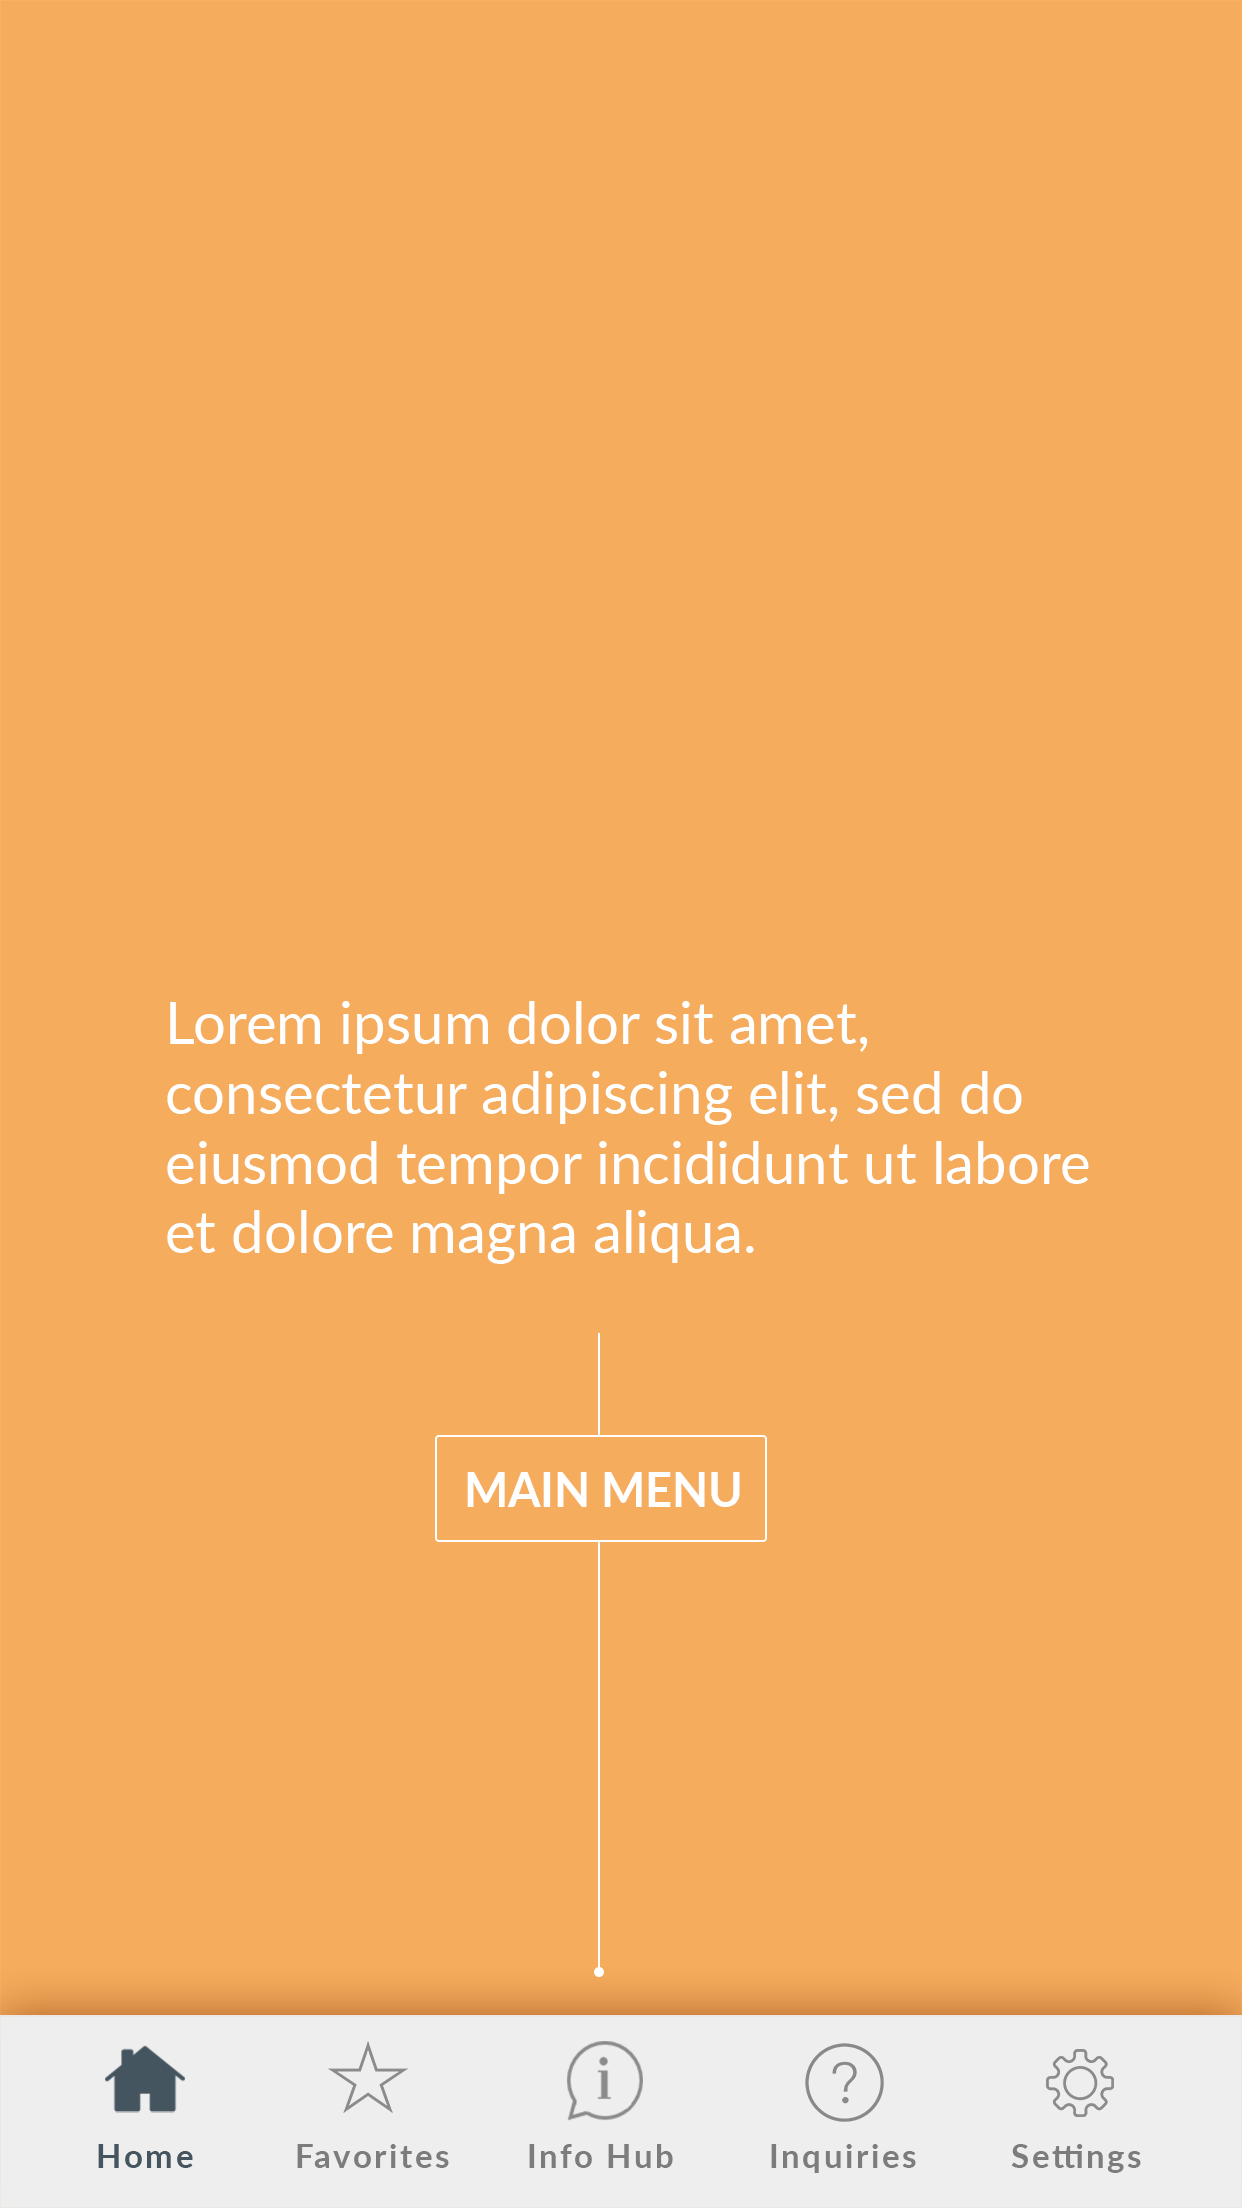 Lorem ipsum dolor sit amet,
consectetur adipiscing elit, sed do
eiusmod tempor incididunt ut labore
et dolore magna aliqua.
MAIN MENU
Home
Favorites
Info Hub
Inquiries
Settings